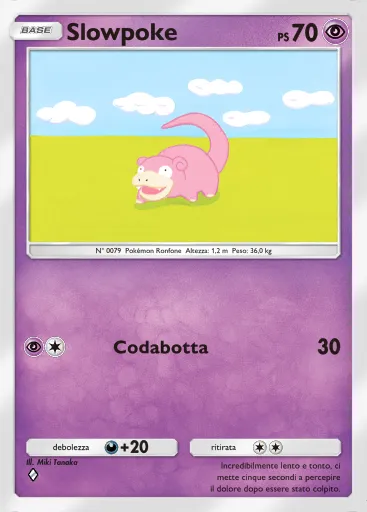 BASE Slowpoke PS 70
N° 0079 Pokémon Ronfone Altezza: 1,2 m Peso: 36,0 kg
Codabotta 30
debolezza +20 ritirata
Ill. Miki Tanaka
Incredibilmente lento e tonto, ci
mette cinque secondi a percepire
il dolore dopo essere stato colpito.